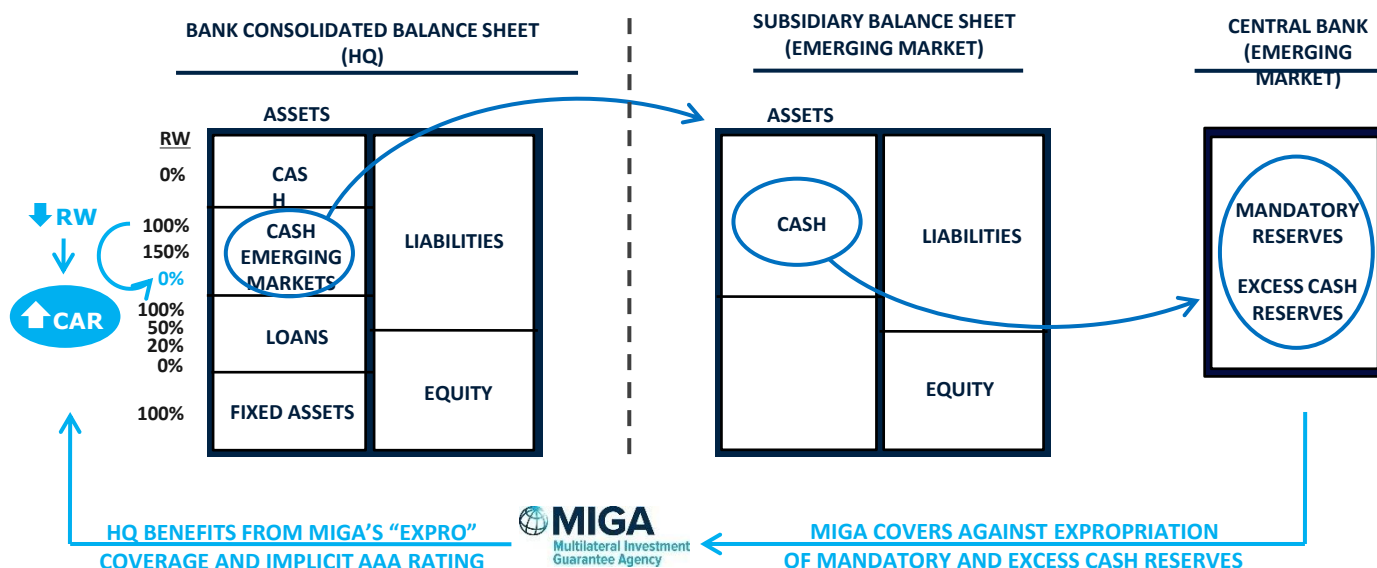 BANK CONSOLIDATED BALANCE SHEET
(HQ)
SUBSIDIARY BALANCE SHEET
(EMERGING MARKET)
CENTRAL BANK
(EMERGING
MARKET)
ASSETS
ASSETS
RW
0%
CAS
H
RW
100%
150%
0%
CASH
EMERGING
MARKETS
LIABILITIES
CASH
LIABILITIES
MANDATORY
RESERVES
EXCESS CASH
RESERVES
CAR
100%
50%
20%
0%
LOANS
100%
FIXED ASSETS
EQUITY
EQUITY
HQ BENEFITS FROM MIGA’S “EXPRO”
COVERAGE AND IMPLICIT AAA RATING
MIGA
Multilateral Investment
Guarantee Agency
MIGA COVERS AGAINST EXPROPRIATION
OF MANDATORY AND EXCESS CASH RESERVES